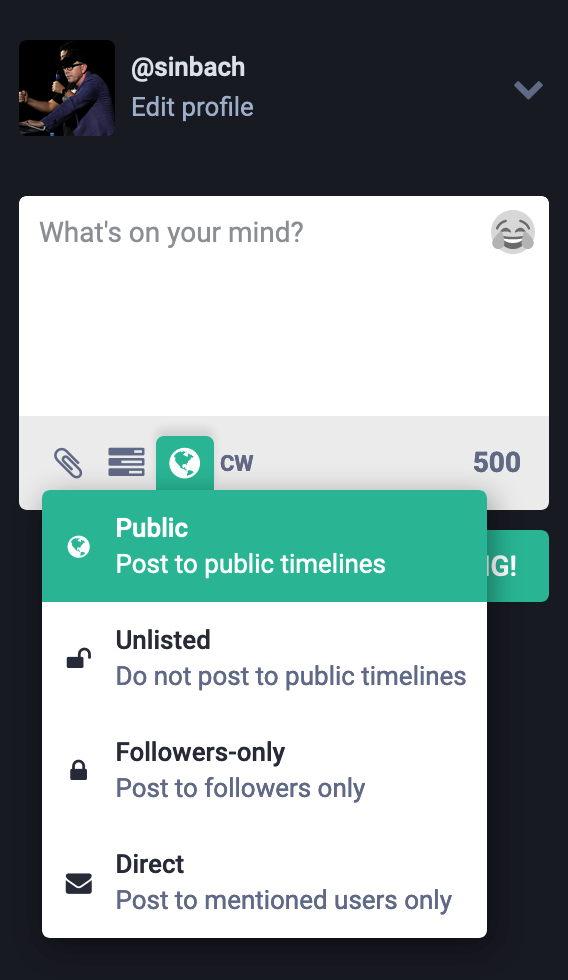 @sinbach
Edit profile
What's on your mind?
CW
500
Public
Post to public timelines
G!
Unlisted
Do not post to public timelines
Followers-only
Post to followers only
Direct
Post to mentioned users only